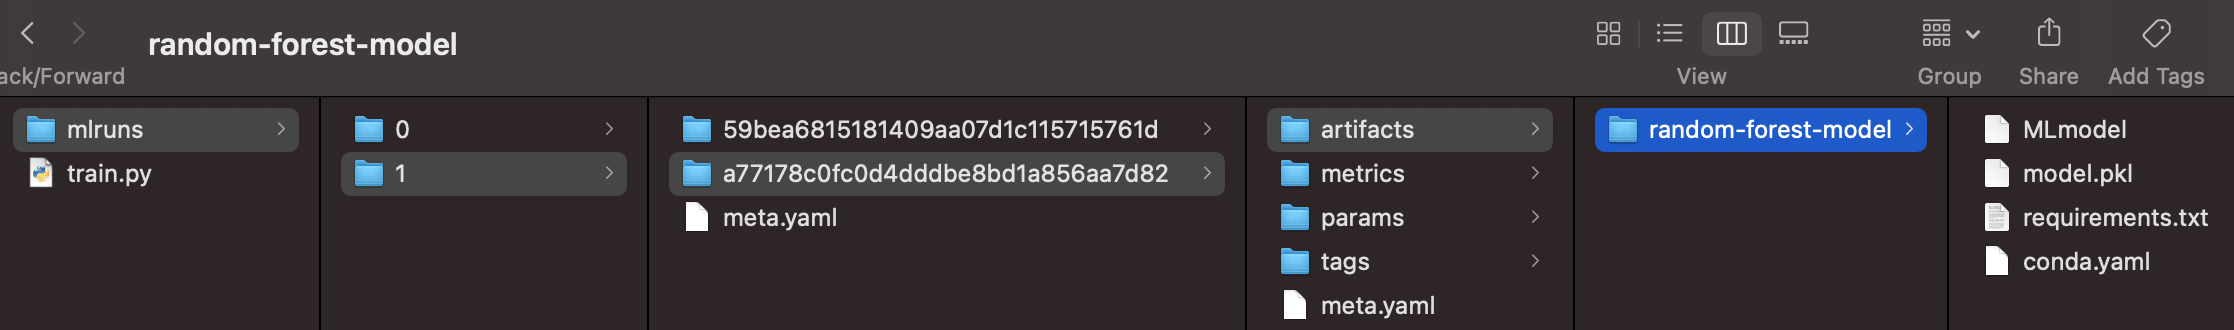 random-forest-model
ack/Forward
View
Group
Share
Add Tags
mlruns
train.py
0
1
59bea6815181409aa07d1c115715761d
a77178c0fc0d4dddbe8bd1a856aa7d82
meta.yaml
artifacts
metrics
params
tags
meta.yaml
random-forest-model
MLmodel
model.pkl
requirements.txt
conda.yaml